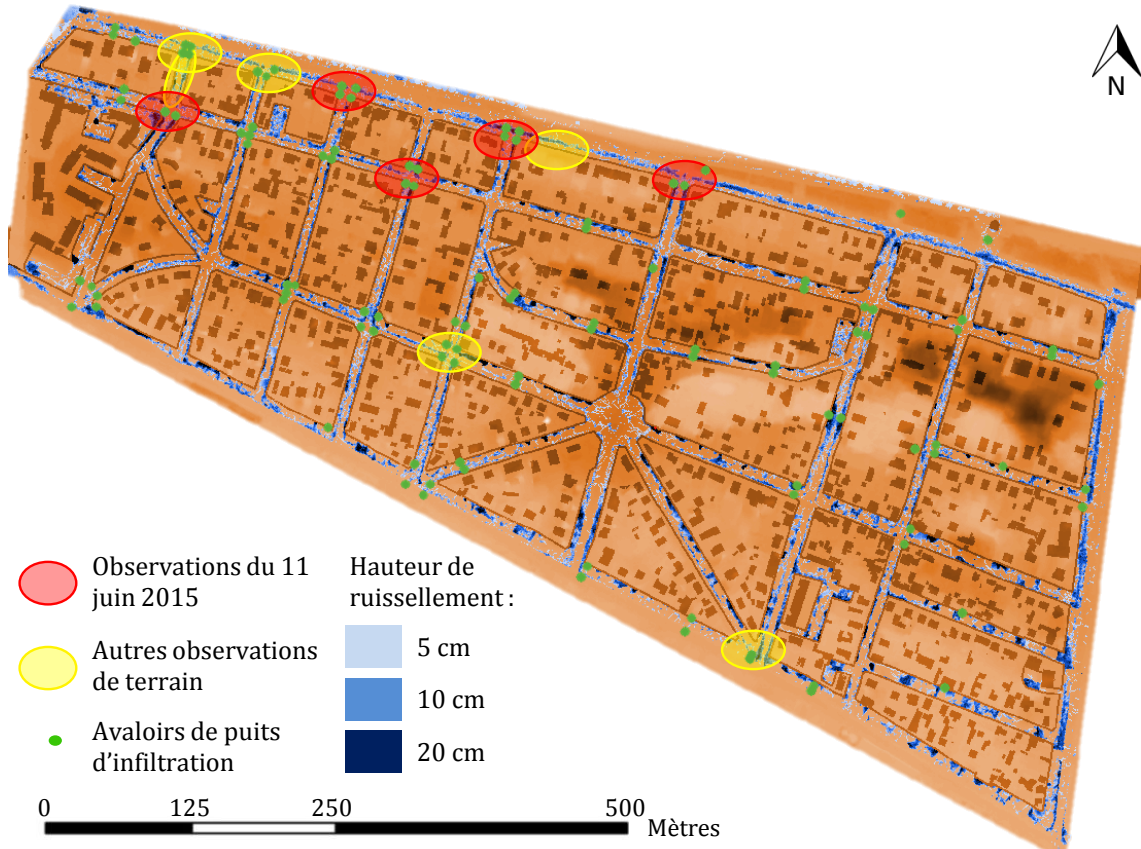 N
Observations du 11
juin 2015
Autres observations
de terrain
Avaloirs de puits
d'infiltration
Hauteur de
ruissellement :
5 cm
10 cm
20 cm
0
125
250
500
Mètres